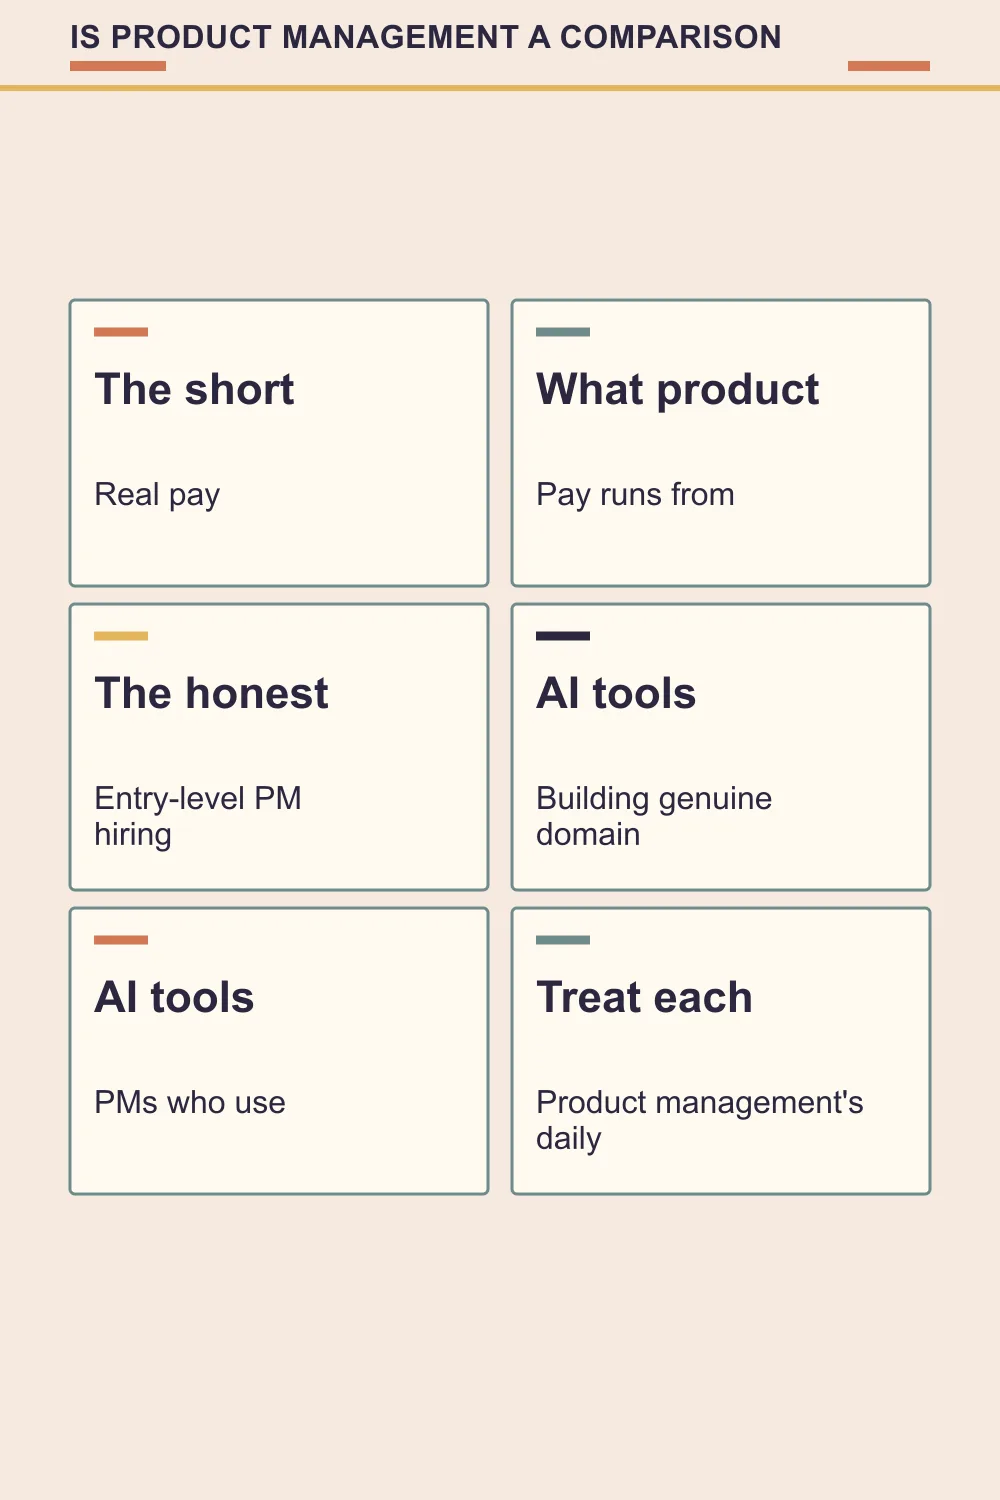 IS PRODUCT MANAGEMENT A COMPARISON
The short
Real pay
What product
Pay runs from
The honest
Entry-level PM
hiring
AI tools
Building genuine
domain
AI tools
PMs who use
Treat each
Product management's
daily